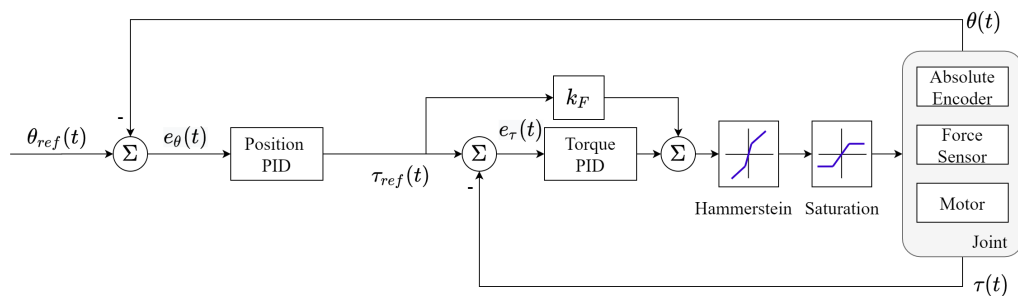 θ(t)
Absolute
Encoder
k_F
-
θ_ref(t)
Σ
e_θ(t)
Position
PID
τ_ref(t)
Σ
-
e_τ(t)
Torque
PID
Σ
Hammerstein
Saturation
Force
Sensor
Motor
Joint
τ(t)